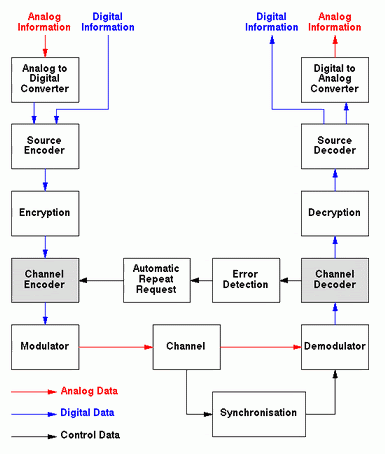 Analog
Information
Digital
Information
Digital
Information
Analog
Information
Analog to
Digital
Converter
Digital to
Analog
Converter
Source
Encoder
Source
Decoder
Encryption
Decryption
Channel
Encoder
Automatic
Repeat
Request
Error
Detection
Channel
Decoder
Modulator
Channel
Demodulator
Analog Data
Digital Data
Synchronisation
Control Data